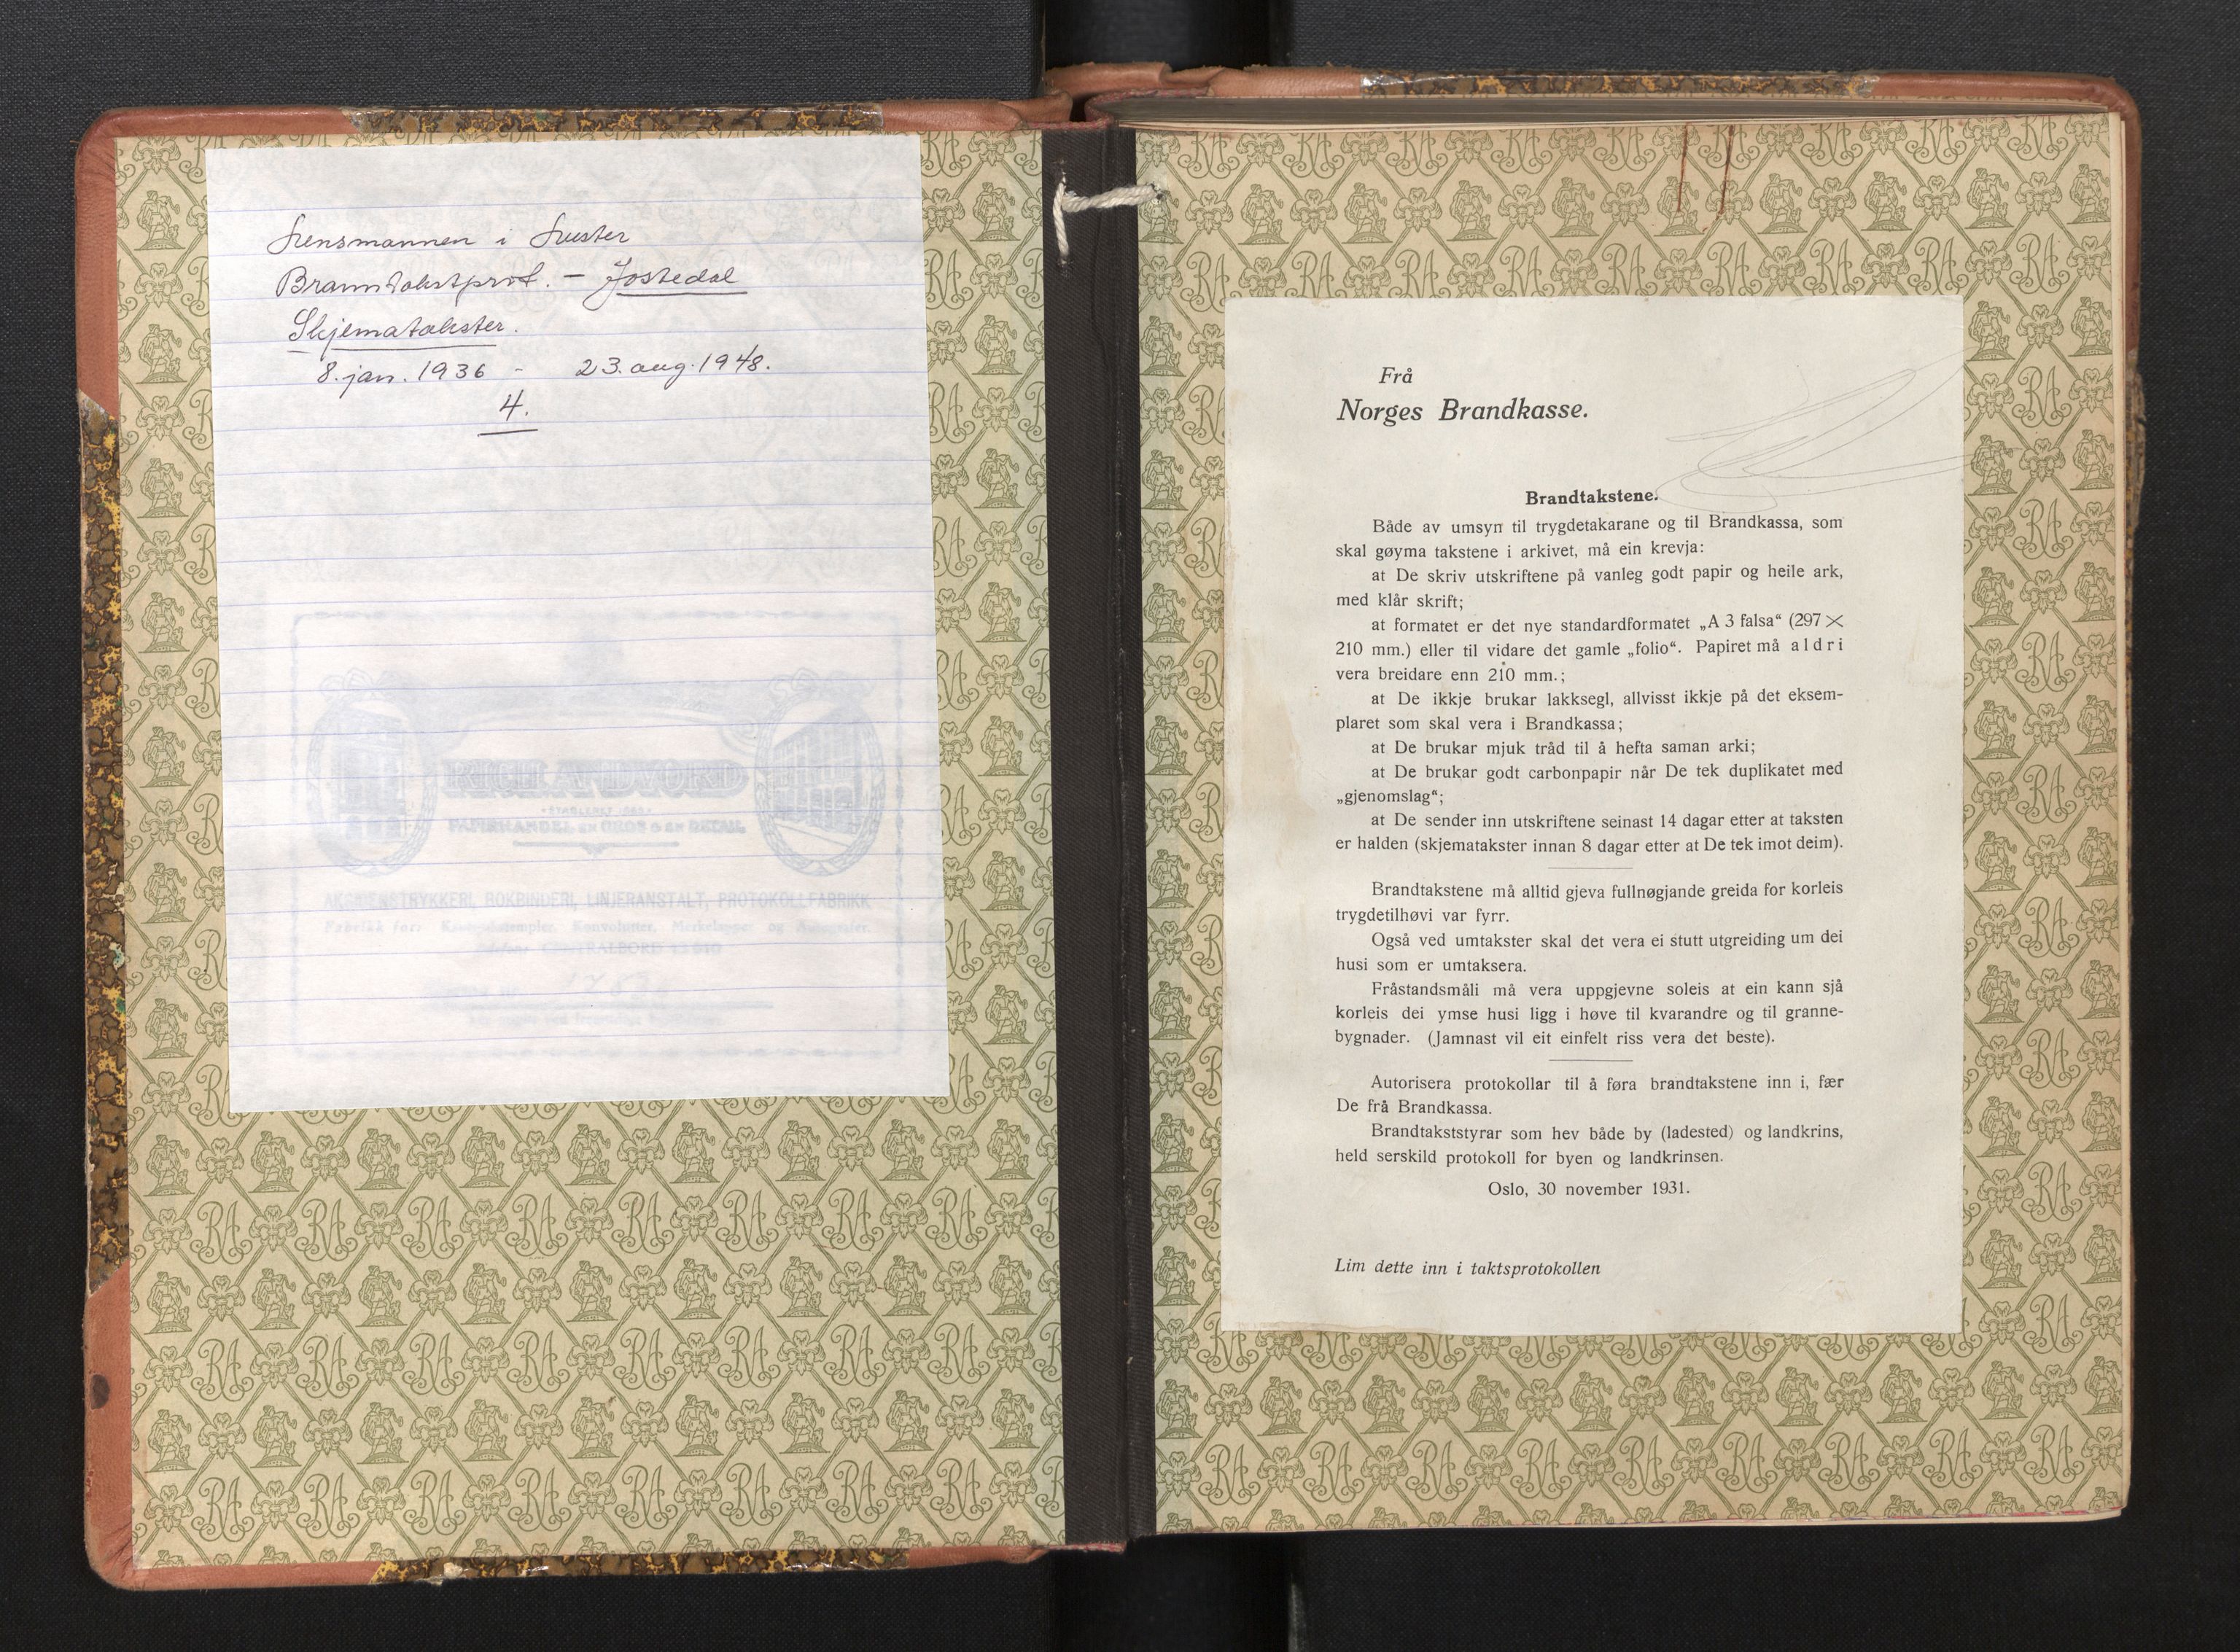 Lensmannen i Luster
Branntakstprot. — Jostedal
Skjematakster.
8. jan. 1936 - 23. aug. 1948.
4.
RICH. ANDVORD
PAPIRHANDEL EN GROS & EN DETAIL
BOKBINDERI, LINJERANSTALT, PROTOKOLLFABRIKK
Frå
Norges Brandkasse.
Brandtakstene.
Både av umsyn til trygdetakarane og til Brandkassa, som
skal gøyma takstene i arkivet, må ein krevja:
at De skriv utskriftene på vanleg godt papir og heile ark,
med klår skrift;
at formatet er det nye standardformatet „A 3 falsa“ (297 ×
210 mm.) eller til vidare det gamle „folio“. Papiret må aldri
vera breidare enn 210 mm.;
at De ikkje brukar lakksegl, allvisst ikkje på det eksem-
plaret som skal vera i Brandkassa;
at De brukar mjuk tråd til å hefta saman arki;
at De brukar godt carbonpapir når De tek duplikatet med
„gjenomslag“;
at De sender inn utskriftene seinast 14 dagar etter at taksten
er halden (skjematakster innan 8 dagar etter at De tek imot deim).
Brandtakstene må alltid gjeva fullnøgjande greida for korleis
trygdetilhøvi var fyrr.
Også ved umtakster skal det vera ei stutt utgreiding um dei
husi som er umtaksera.
Fråstandsmåli må vera uppgjevne soleis at ein kann sjå
korleis dei ymse husi ligg i høve til kvarandre og til granne-
bygnader. (Jamnast vil eit einfelt riss vera det beste).
Autorisera protokollar til å føra brandtakstene inn i, fær
De frå Brandkassa.
Brandtakststyrar som hev både by (ladested) og landkrins,
held serskild protokoll for byen og landkrinsen.
Oslo, 30 november 1931.
Lim dette inn i taktsprotokollen